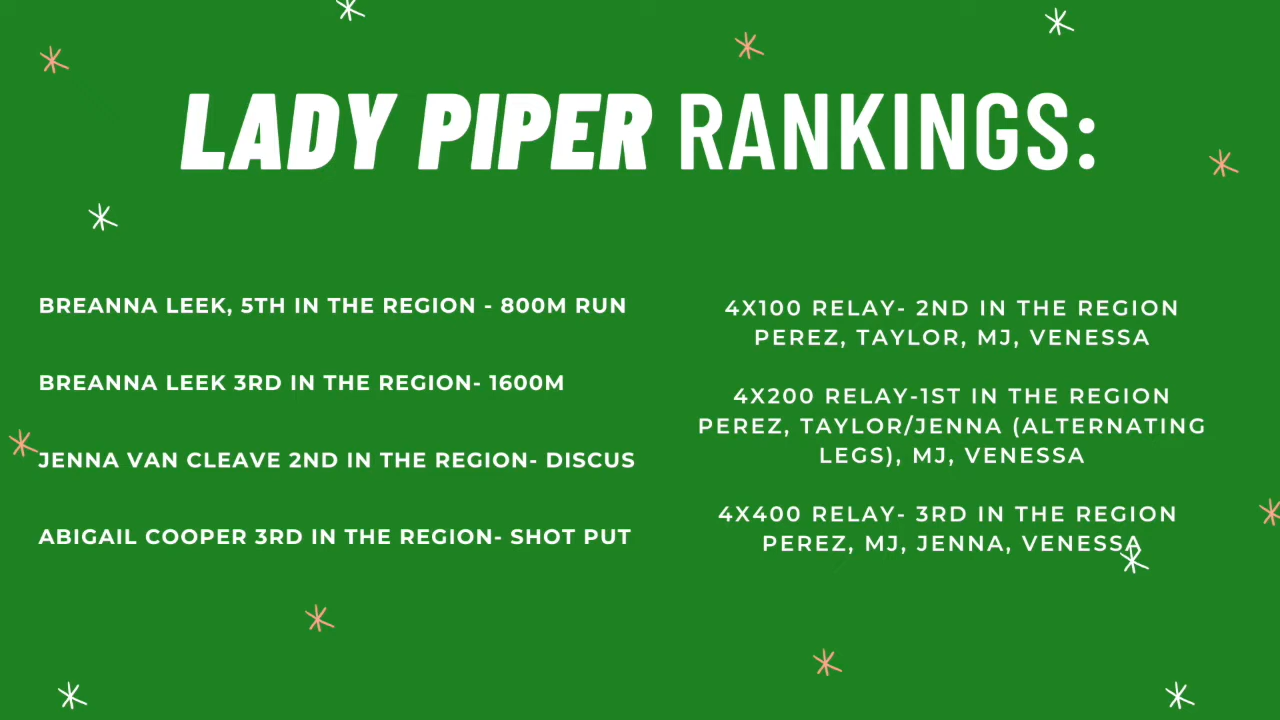 LADY PIPER RANKINGS:
BREANNA LEEK, 5TH IN THE REGION - 800M RUN
BREANNA LEEK 3RD IN THE REGION- 1600M
JENNA VAN CLEAVE 2ND IN THE REGION- DISCUS
ABIGAIL COOPER 3RD IN THE REGION- SHOT PUT
4X100 RELAY- 2ND IN THE REGION
PEREZ, TAYLOR, MJ, VENESSA
4X200 RELAY-1ST IN THE REGION
PEREZ, TAYLOR/JENNA (ALTERNATING
LEGS), MJ, VENESSA
4X400 RELAY- 3RD IN THE REGION
PEREZ, MJ, JENNA, VENESSA